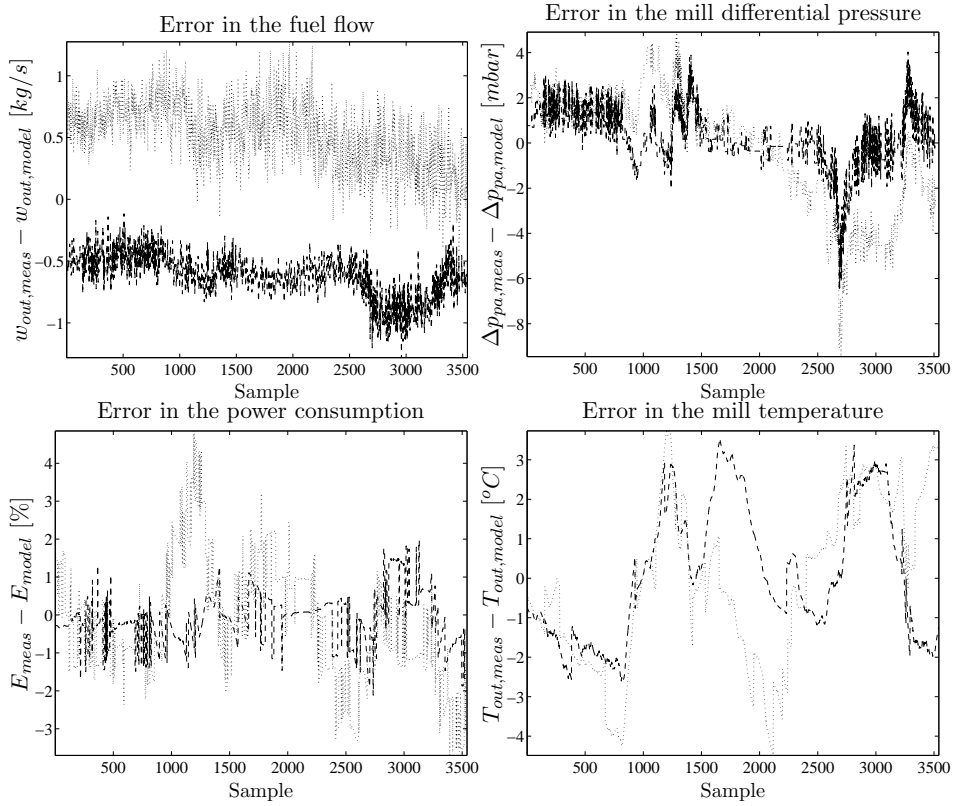 Error in the fuel flow
w_{out,meas} − w_{out,model} [kg/s]
1
0.5
0
−0.5
−1
500 1000 1500 2000 2500 3000 3500
Sample
Error in the mill differential pressure
Δp_{pa,meas} − Δp_{pa,model} [mbar]
4
2
0
−2
−4
−6
−8
500 1000 1500 2000 2500 3000 3500
Sample
Error in the power consumption
E_{meas} − E_{model} [%]
4
3
2
1
0
−1
−2
−3
500 1000 1500 2000 2500 3000 3500
Sample
Error in the mill temperature
T_{out,meas} − T_{out,model} [°C]
3
2
1
0
−1
−2
−3
−4
500 1000 1500 2000 2500 3000 3500
Sample